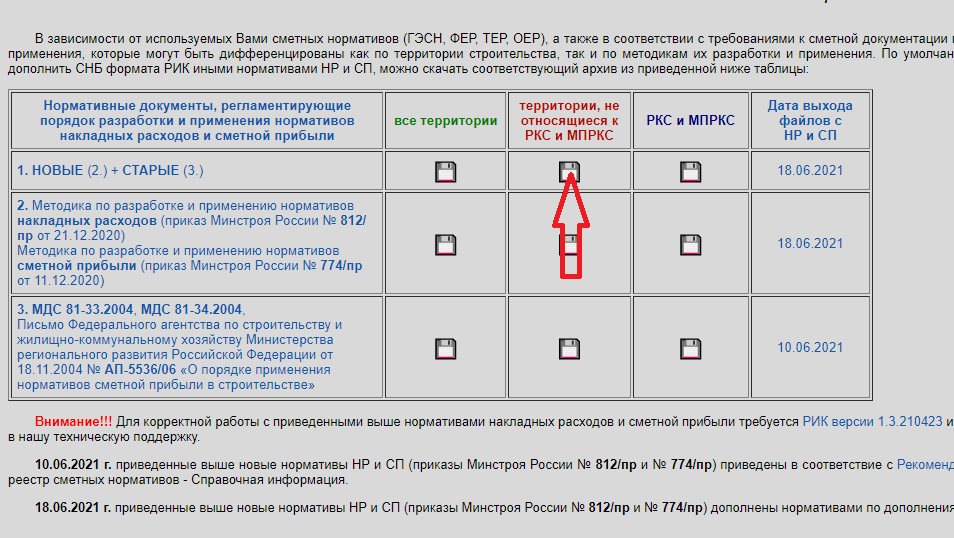 В зависимости от используемых Вами сметных нормативов (ГЭСН, ФЕР, ТЕР, ОЕР), а также в соответствии с требованиями к сметной документации
применения, которые могут быть дифференцированы как по территории строительства, так и по методикам их разработки и применения. По умолчан
дополнить СНБ формата РИК иными нормативами НР и СП, можно скачать соответствующий архив из приведенной ниже таблицы:
Нормативные документы, регламентирующие
порядок разработки и применения нормативов
накладных расходов и сметной прибыли
все территории
территории, не
относящиеся к
РКС и МПРКС
РКС и МПРКС
Дата выхода
файлов с
НР и СП
1. НОВЫЕ (2.) + СТАРЫЕ (3.)
18.06.2021
2. Методика по разработке и применению нормативов
накладных расходов (приказ Минстроя России № 812/
пр от 21.12.2020)
Методика по разработке и применению нормативов
сметной прибыли (приказ Минстроя России № 774/пр
от 11.12.2020)
18.06.2021
3. МДС 81-33.2004, МДС 81-34.2004,
Письмо Федерального агентства по строительству и
жилищно-коммунальному хозяйству Министерства
регионального развития Российской Федерации от
18.11.2004 № АП-5536/06 «О порядке применения
нормативов сметной прибыли в строительстве»
10.06.2021
Внимание!!! Для корректной работы с приведенными выше нормативами накладных расходов и сметной прибыли требуется РИК версии 1.3.210423 и
в нашу техническую поддержку.
10.06.2021 г. приведенные выше новые нормативы НР и СП (приказы Минстроя России № 812/пр и № 774/пр) приведены в соответствие с Рекоменд
реестр сметных нормативов - Справочная информация.
18.06.2021 г. приведенные выше новые нормативы НР и СП (приказы Минстроя России № 812/пр и № 774/пр) дополнены нормативами по дополнения